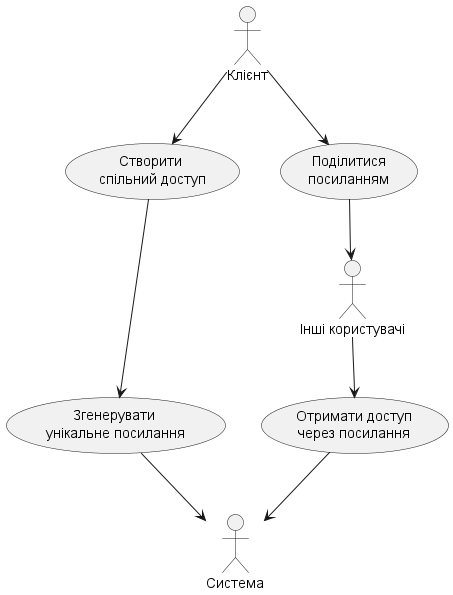 Клієнт
Створити
спільний доступ
Поділитися
посиланням
Інші користувачі
Згенерувати
унікальне посилання
Отримати доступ
через посилання
Система